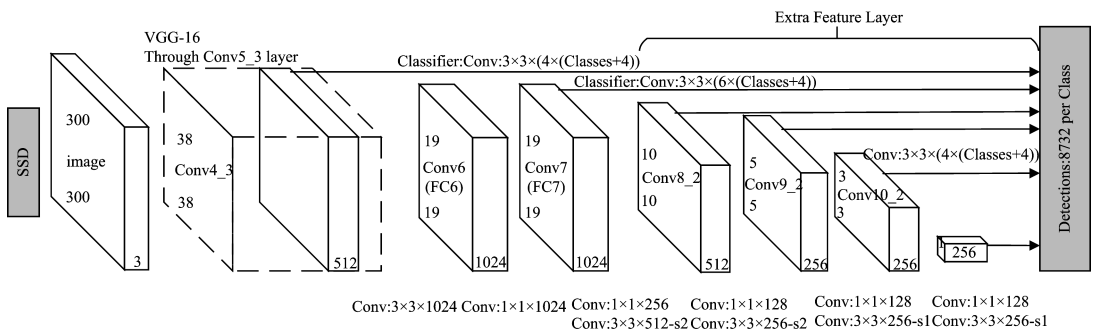 Extra Feature Layer
VGG-16
Through Conv5_3 layer
Classifier:Conv:3×3×(4×(Classes+4))
Classifier:Conv:3×3×(6×(Classes+4))
SSD
300
image
300
3
38
Conv4_3
38
512
19
Conv6
(FC6)
19
1024
19
Conv7
(FC7)
19
1024
10
Conv8_2
10
512
5
Conv9_2
5
256
Conv:3×3×(4×(Classes+4))
3
Conv10_2
3
256
1
256
Detections:8732 per Class
Conv:3×3×1024 Conv:1×1×1024 Conv:1×1×256 Conv:1×1×128 Conv:1×1×128 Conv:1×1×128
Conv:3×3×512-s2 Conv:3×3×256-s2 Conv:3×3×256-s1 Conv:3×3×256-s1